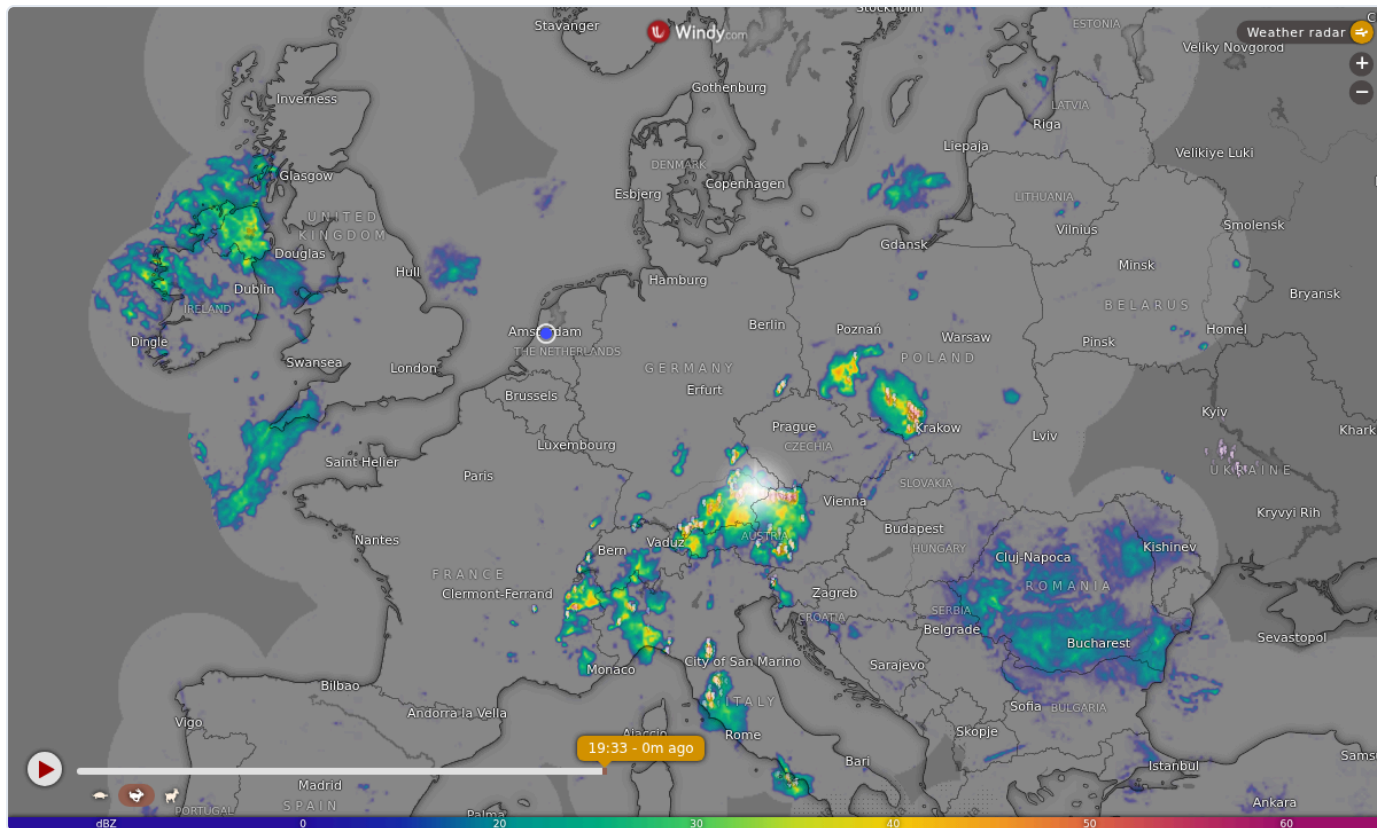 Stockholm
Stavanger
ESTONIA
Windy.com
Weather radar
Veliky Novgorod
+
−
Gothenburg
Inverness
LATVIA
Riga
Liepaja
Velikiye Luki
DENMARK
Glasgow
Copenhagen
Esbjerg
LITHUANIA
UNITED
KINGDOM
Vilnius
Smolensk
Gdansk
Douglas
Minsk
Hull
Hamburg
Dublin
Bryansk
BELARUS
IRELAND
Berlin
Poznań
Homel
Amsterdam
Warsaw
Dingle
Pinsk
THE NETHERLANDS
POLAND
Swansea
London
GERMANY
Erfurt
Brussels
Kyiv
Prague
Krakow
Khark
Lviv
CZECHIA
Luxembourg
Saint Helier
UKRAINE
Paris
SLOVAKIA
Vienna
Kryvyi Rih
Budapest
AUSTRIA
Nantes
Vaduz
Bern
HUNGARY
Kishinev
Cluj-Napoca
FRANCE
ROMANIA
Clermont-Ferrand
Zagreb
SERBIA
CROATIA
Belgrade
Sevastopol
Bucharest
City of San Marino
Sarajevo
Monaco
Bilbao
ITALY
Sofia
BULGARIA
Andorra la Vella
Vigo
Ajaccio
Rome
Skopje
19:33 - 0m ago
Bari
Istanbul
Sams
Madrid
SPAIN
Ankara
PORTUGAL
Palma
dBZ 0 20 30 40 50 60